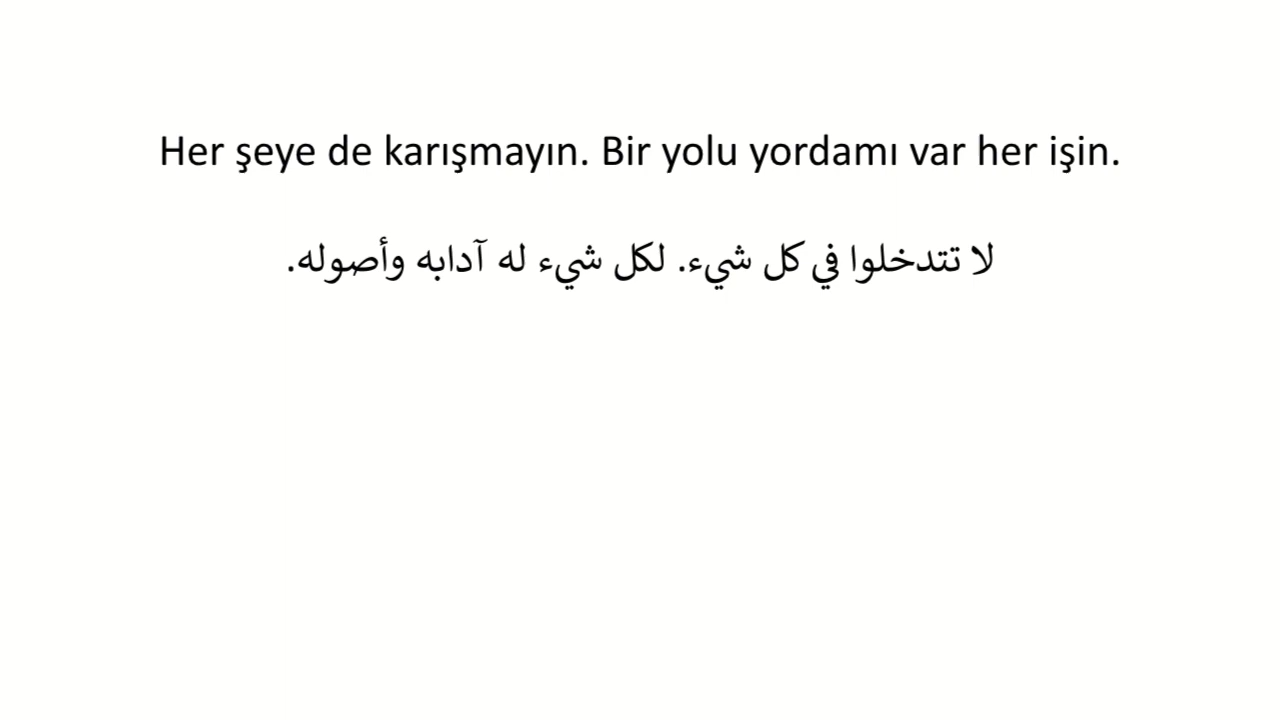 Her şeye de karışmayın. Bir yolu yordamı var her işin.
لا تتدخلوا في كل شيء. لكل شيء له آدابه وأصوله.